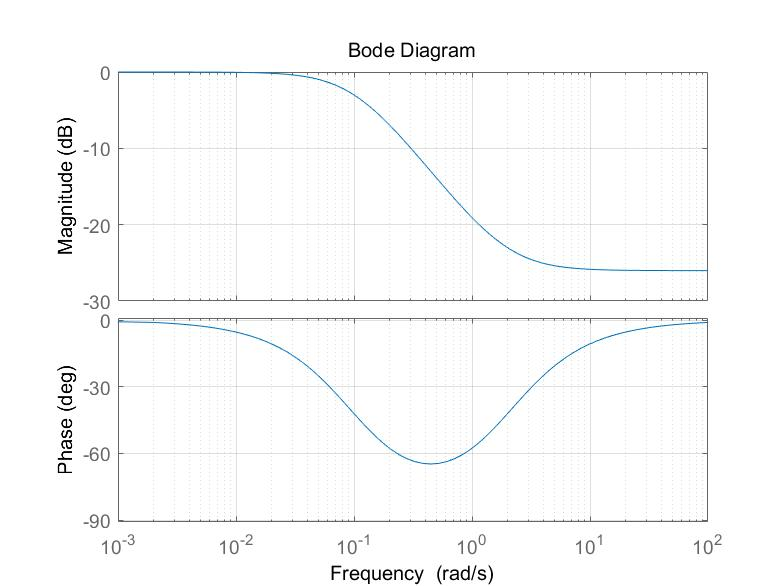 Bode Diagram
Magnitude (dB)
0
-10
-20
-30
Phase (deg)
0
-30
-60
-90
10^-3 10^-2 10^-1 10^0 10^1 10^2
Frequency (rad/s)